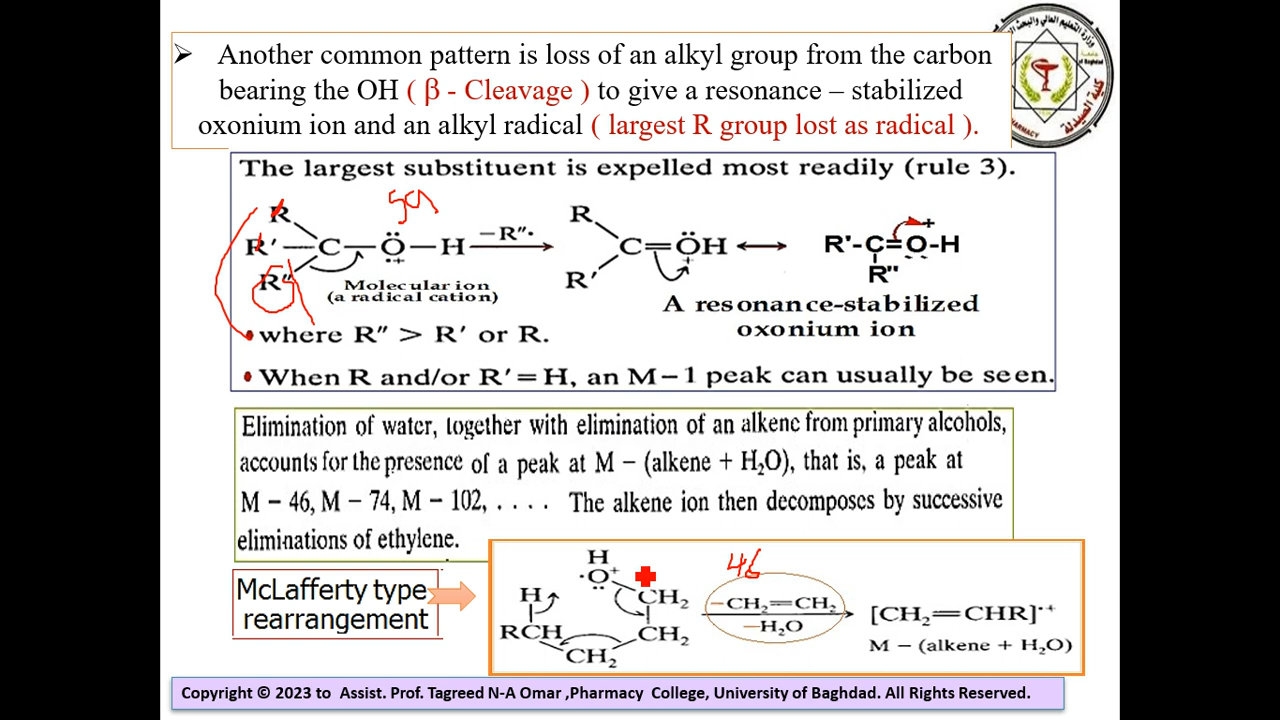 ➢ Another common pattern is loss of an alkyl group from the carbon
bearing the OH ( β - Cleavage ) to give a resonance – stabilized
oxonium ion and an alkyl radical ( largest R group lost as radical ).
The largest substituent is expelled most readily (rule 3).
R
R′—C—Ö—H
R″
·+
−R″·
R
C=ÖH
R′
R'-C=O-H
+
R"
Molecular ion
(a radical cation)
A resonance-stabilized
oxonium ion
• where R″ > R′ or R.
• When R and/or R′=H, an M−1 peak can usually be seen.
Elimination of water, together with elimination of an alkene from primary alcohols,
accounts for the presence of a peak at M − (alkene + H₂O), that is, a peak at
M − 46, M − 74, M − 102, . . . . The alkene ion then decomposes by successive
eliminations of ethylene.
McLafferty type
rearrangement
H
·O+
H
CH₂
RCH
CH₂
CH₂
46
−CH₂=CH₂
−H₂O
[CH₂=CHR]·+
M − (alkene + H₂O)
Copyright © 2023 to Assist. Prof. Tagreed N-A Omar ,Pharmacy College, University of Baghdad. All Rights Reserved.